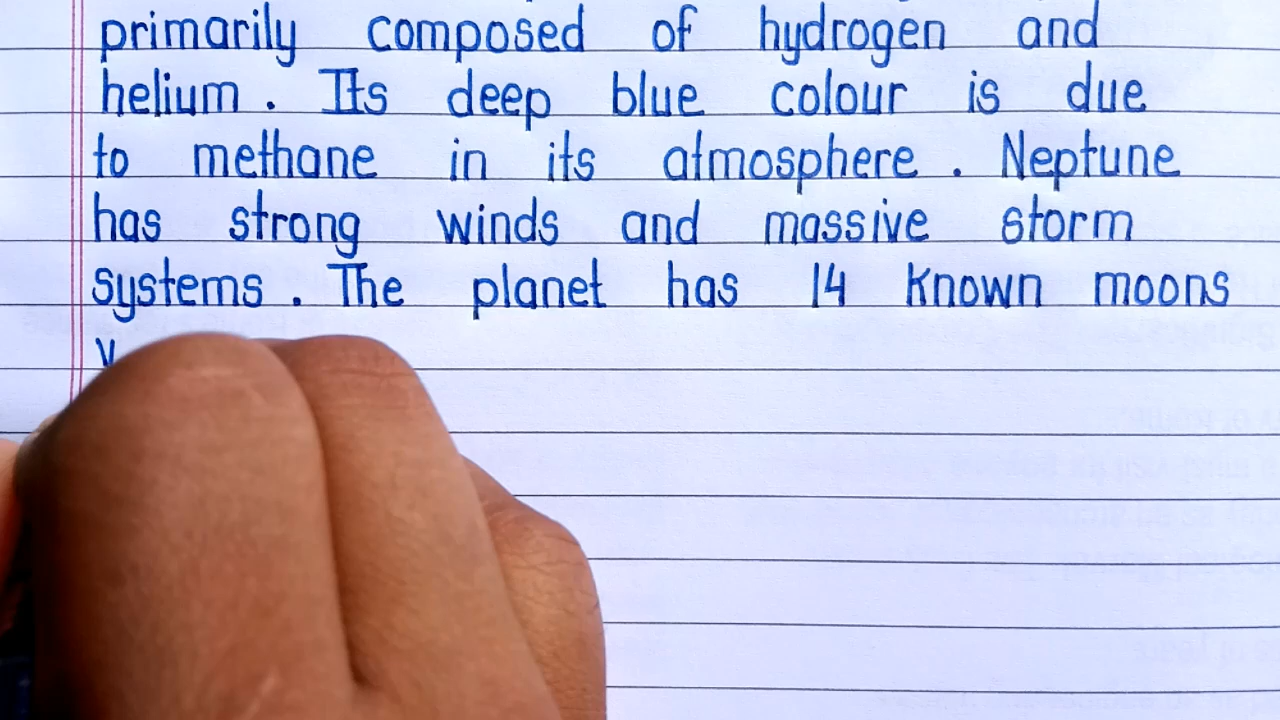 primarily composed of hydrogen and
helium. Its deep blue colour is due
to methane in its atmosphere. Neptune
has strong winds and massive storm
systems. The planet has 14 known moons